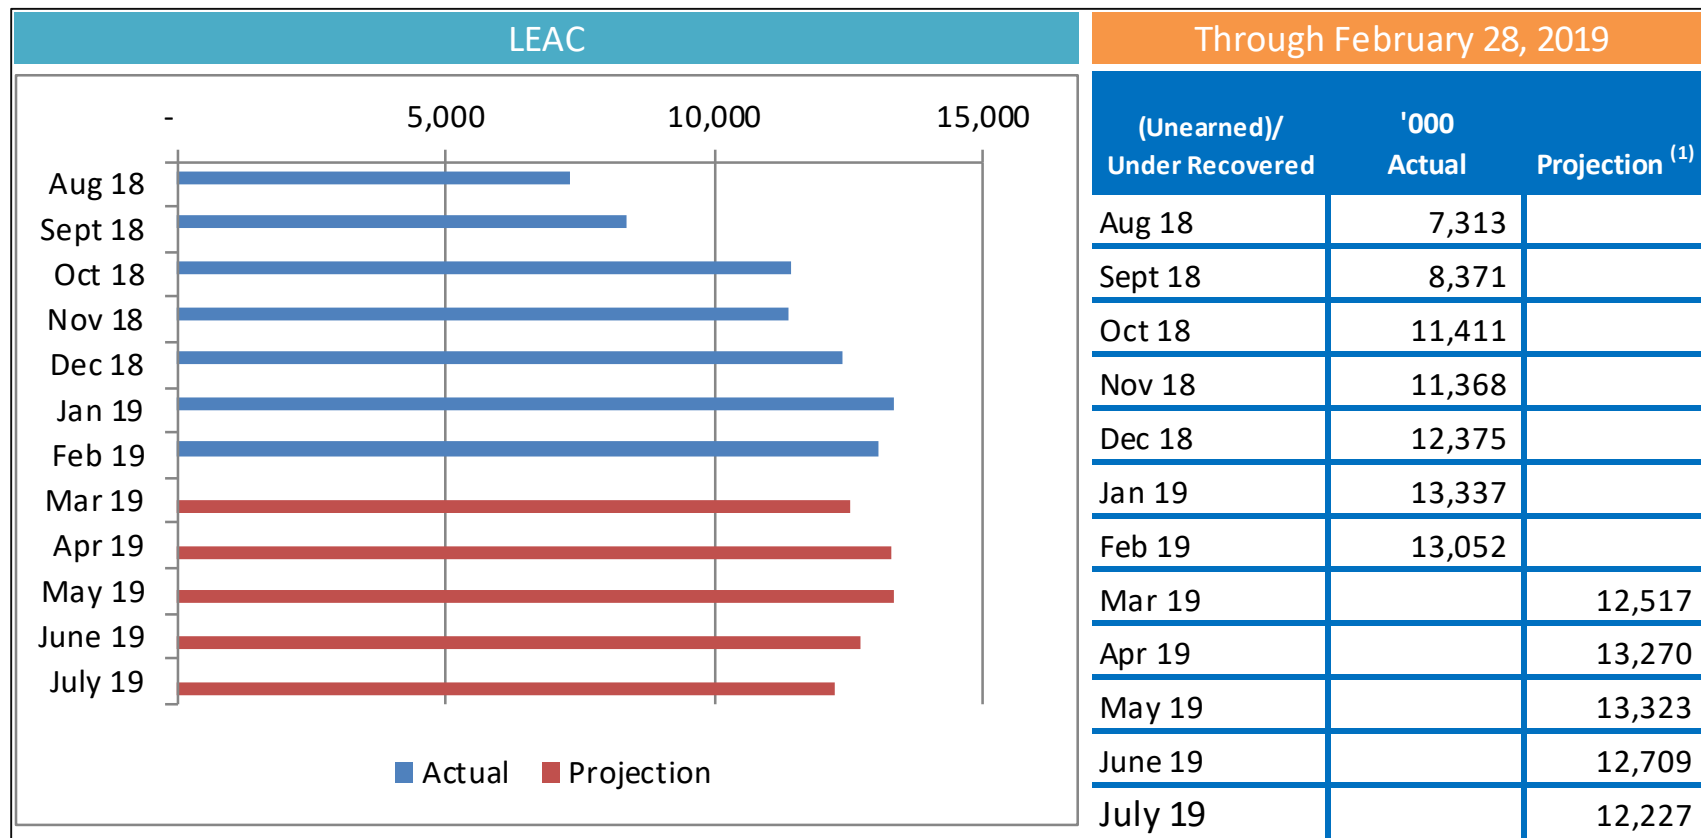 LEAC
- 5,000 10,000 15,000
Aug 18
Sept 18
Oct 18
Nov 18
Dec 18
Jan 19
Feb 19
Mar 19
Apr 19
May 19
June 19
July 19
Actual Projection
Through February 28, 2019
(Unearned)/ '000
Under Recovered Actual Projection (1)
Aug 18 7,313
Sept 18 8,371
Oct 18 11,411
Nov 18 11,368
Dec 18 12,375
Jan 19 13,337
Feb 19 13,052
Mar 19 12,517
Apr 19 13,270
May 19 13,323
June 19 12,709
July 19 12,227